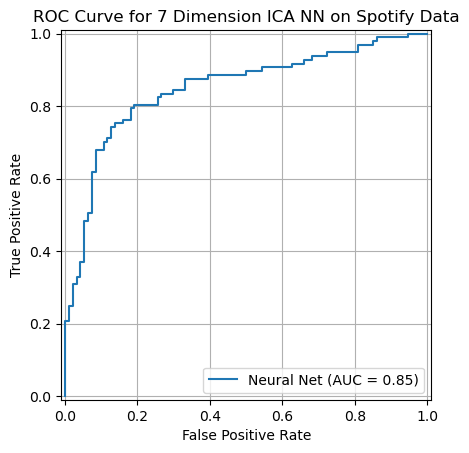 ROC Curve for 7 Dimension ICA NN on Spotify Data
True Positive Rate
1.0
0.8
0.6
0.4
0.2
0.0
Neural Net (AUC = 0.85)
0.0 0.2 0.4 0.6 0.8 1.0
False Positive Rate